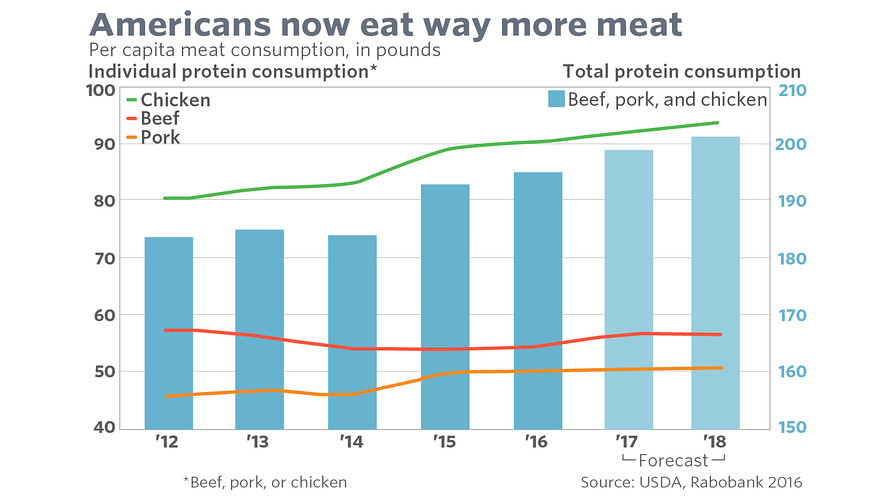 Americans now eat way more meat
Per capita meat consumption, in pounds
Individual protein consumption* Total protein consumption
100 210
Chicken Beef, pork, and chicken
Beef
Pork
90 200
80 190
70 180
60 170
50 160
40 150
'12 '13 '14 '15 '16 '17 '18
Forecast
*Beef, pork, or chicken Source: USDA, Rabobank 2016